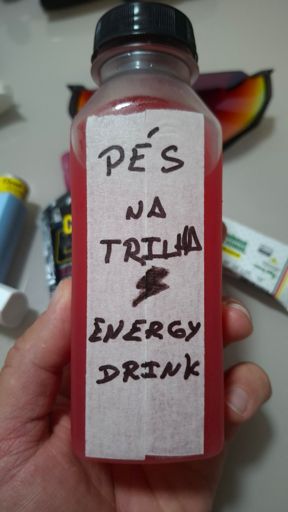 PÉS
NA
TRILHA
ENERGY
DRINK